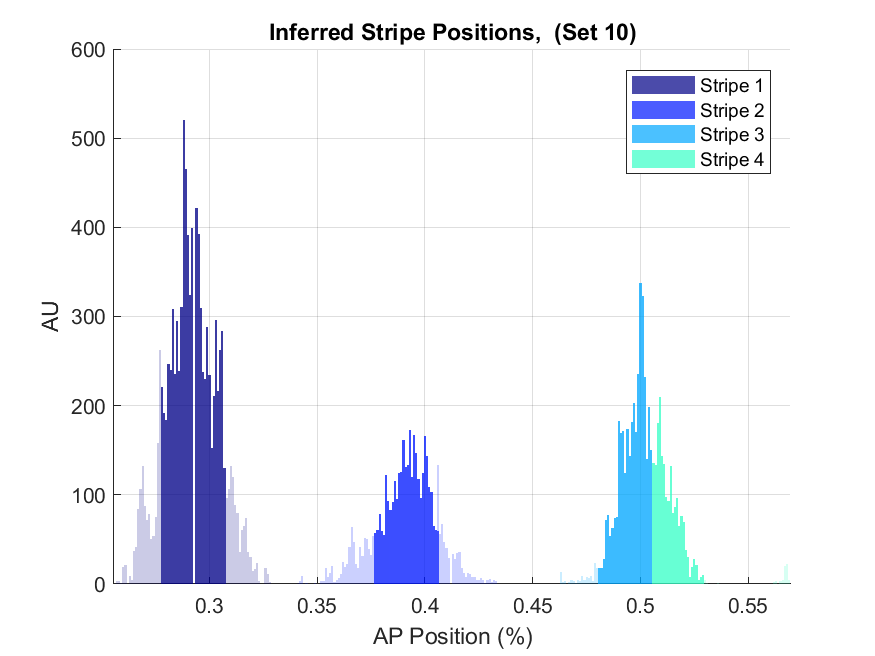 Inferred Stripe Positions,  (Set 10)
600
500
400
300
200
100
0
AU
Stripe 1
Stripe 2
Stripe 3
Stripe 4
0.3
0.35
0.4
0.45
0.5
0.55
AP Position (%)